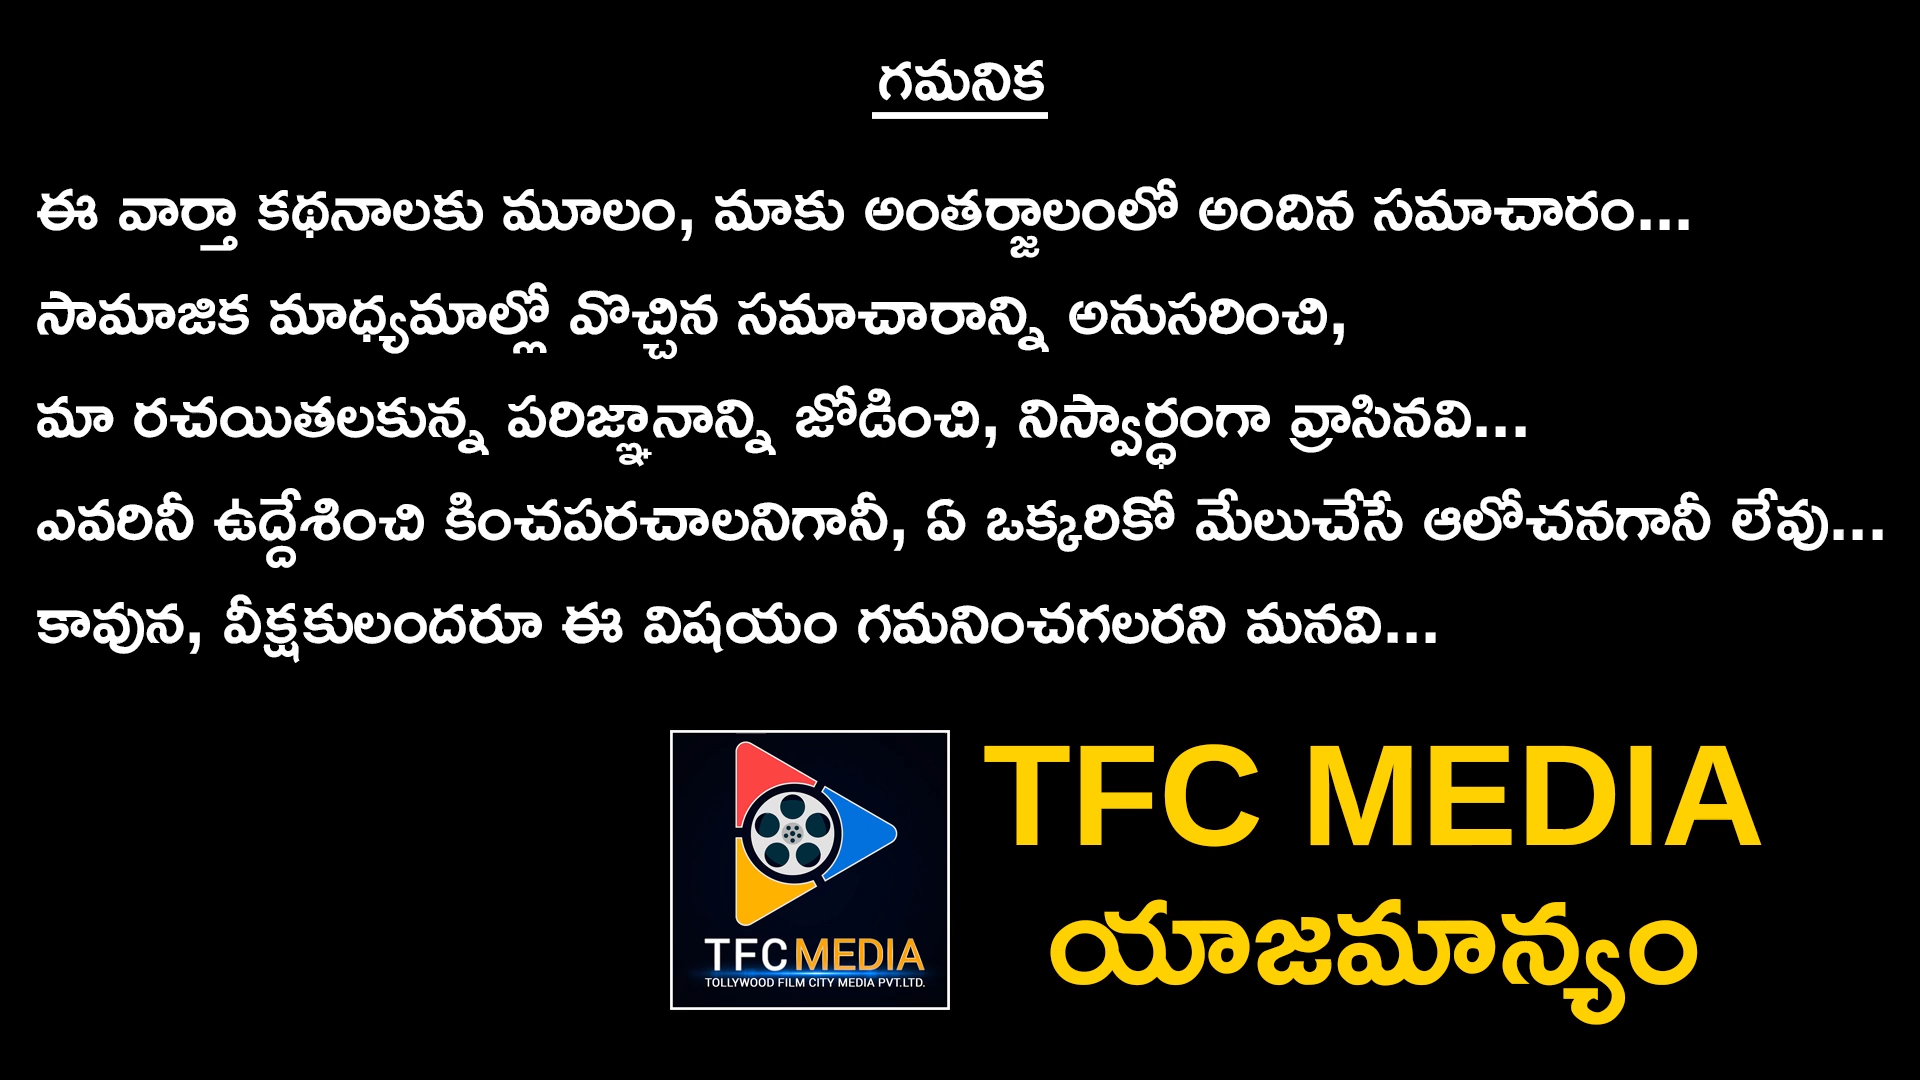 గమనిక
ఈ వార్తా కథనాలకు మూలం, మాకు అంతర్జాలంలో అందిన సమాచారం...
సామాజిక మాధ్యమాల్లో వొచ్చిన సమాచారాన్ని అనుసరించి,
మా రచయితలకున్న పరిజ్ఞానాన్ని జోడించి, నిస్వార్ధంగా వ్రాసినవి...
ఎవరినీ ఉద్దేశించి కించపరచాలనిగానీ, ఏ ఒక్కరికో మేలుచేసే ఆలోచనగానీ లేవు...
కావున, వీక్షకులందరూ ఈ విషయం గమనించగలరని మనవి...
TFC MEDIA
యాజమాన్యం
TFC MEDIA
TOLLYWOOD FILM CITY MEDIA PVT.LTD.